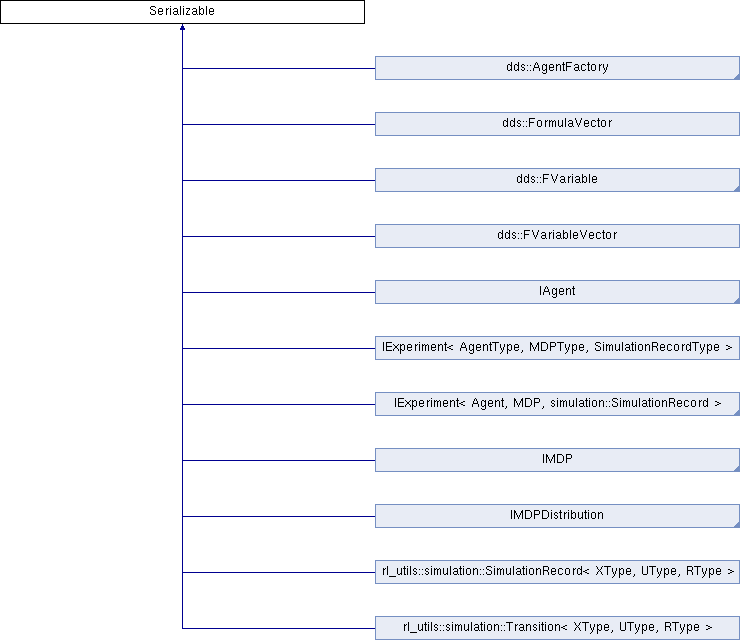 Serializable
dds::AgentFactory
dds::FormulaVector
dds::FVariable
dds::FVariableVector
IAgent
IExperiment< AgentType, MDPType, SimulationRecordType >
IExperiment< Agent, MDP, simulation::SimulationRecord >
IMDP
IMDPDistribution
rl_utils::simulation::SimulationRecord< XType, UType, RType >
rl_utils::simulation::Transition< XType, UType, RType >